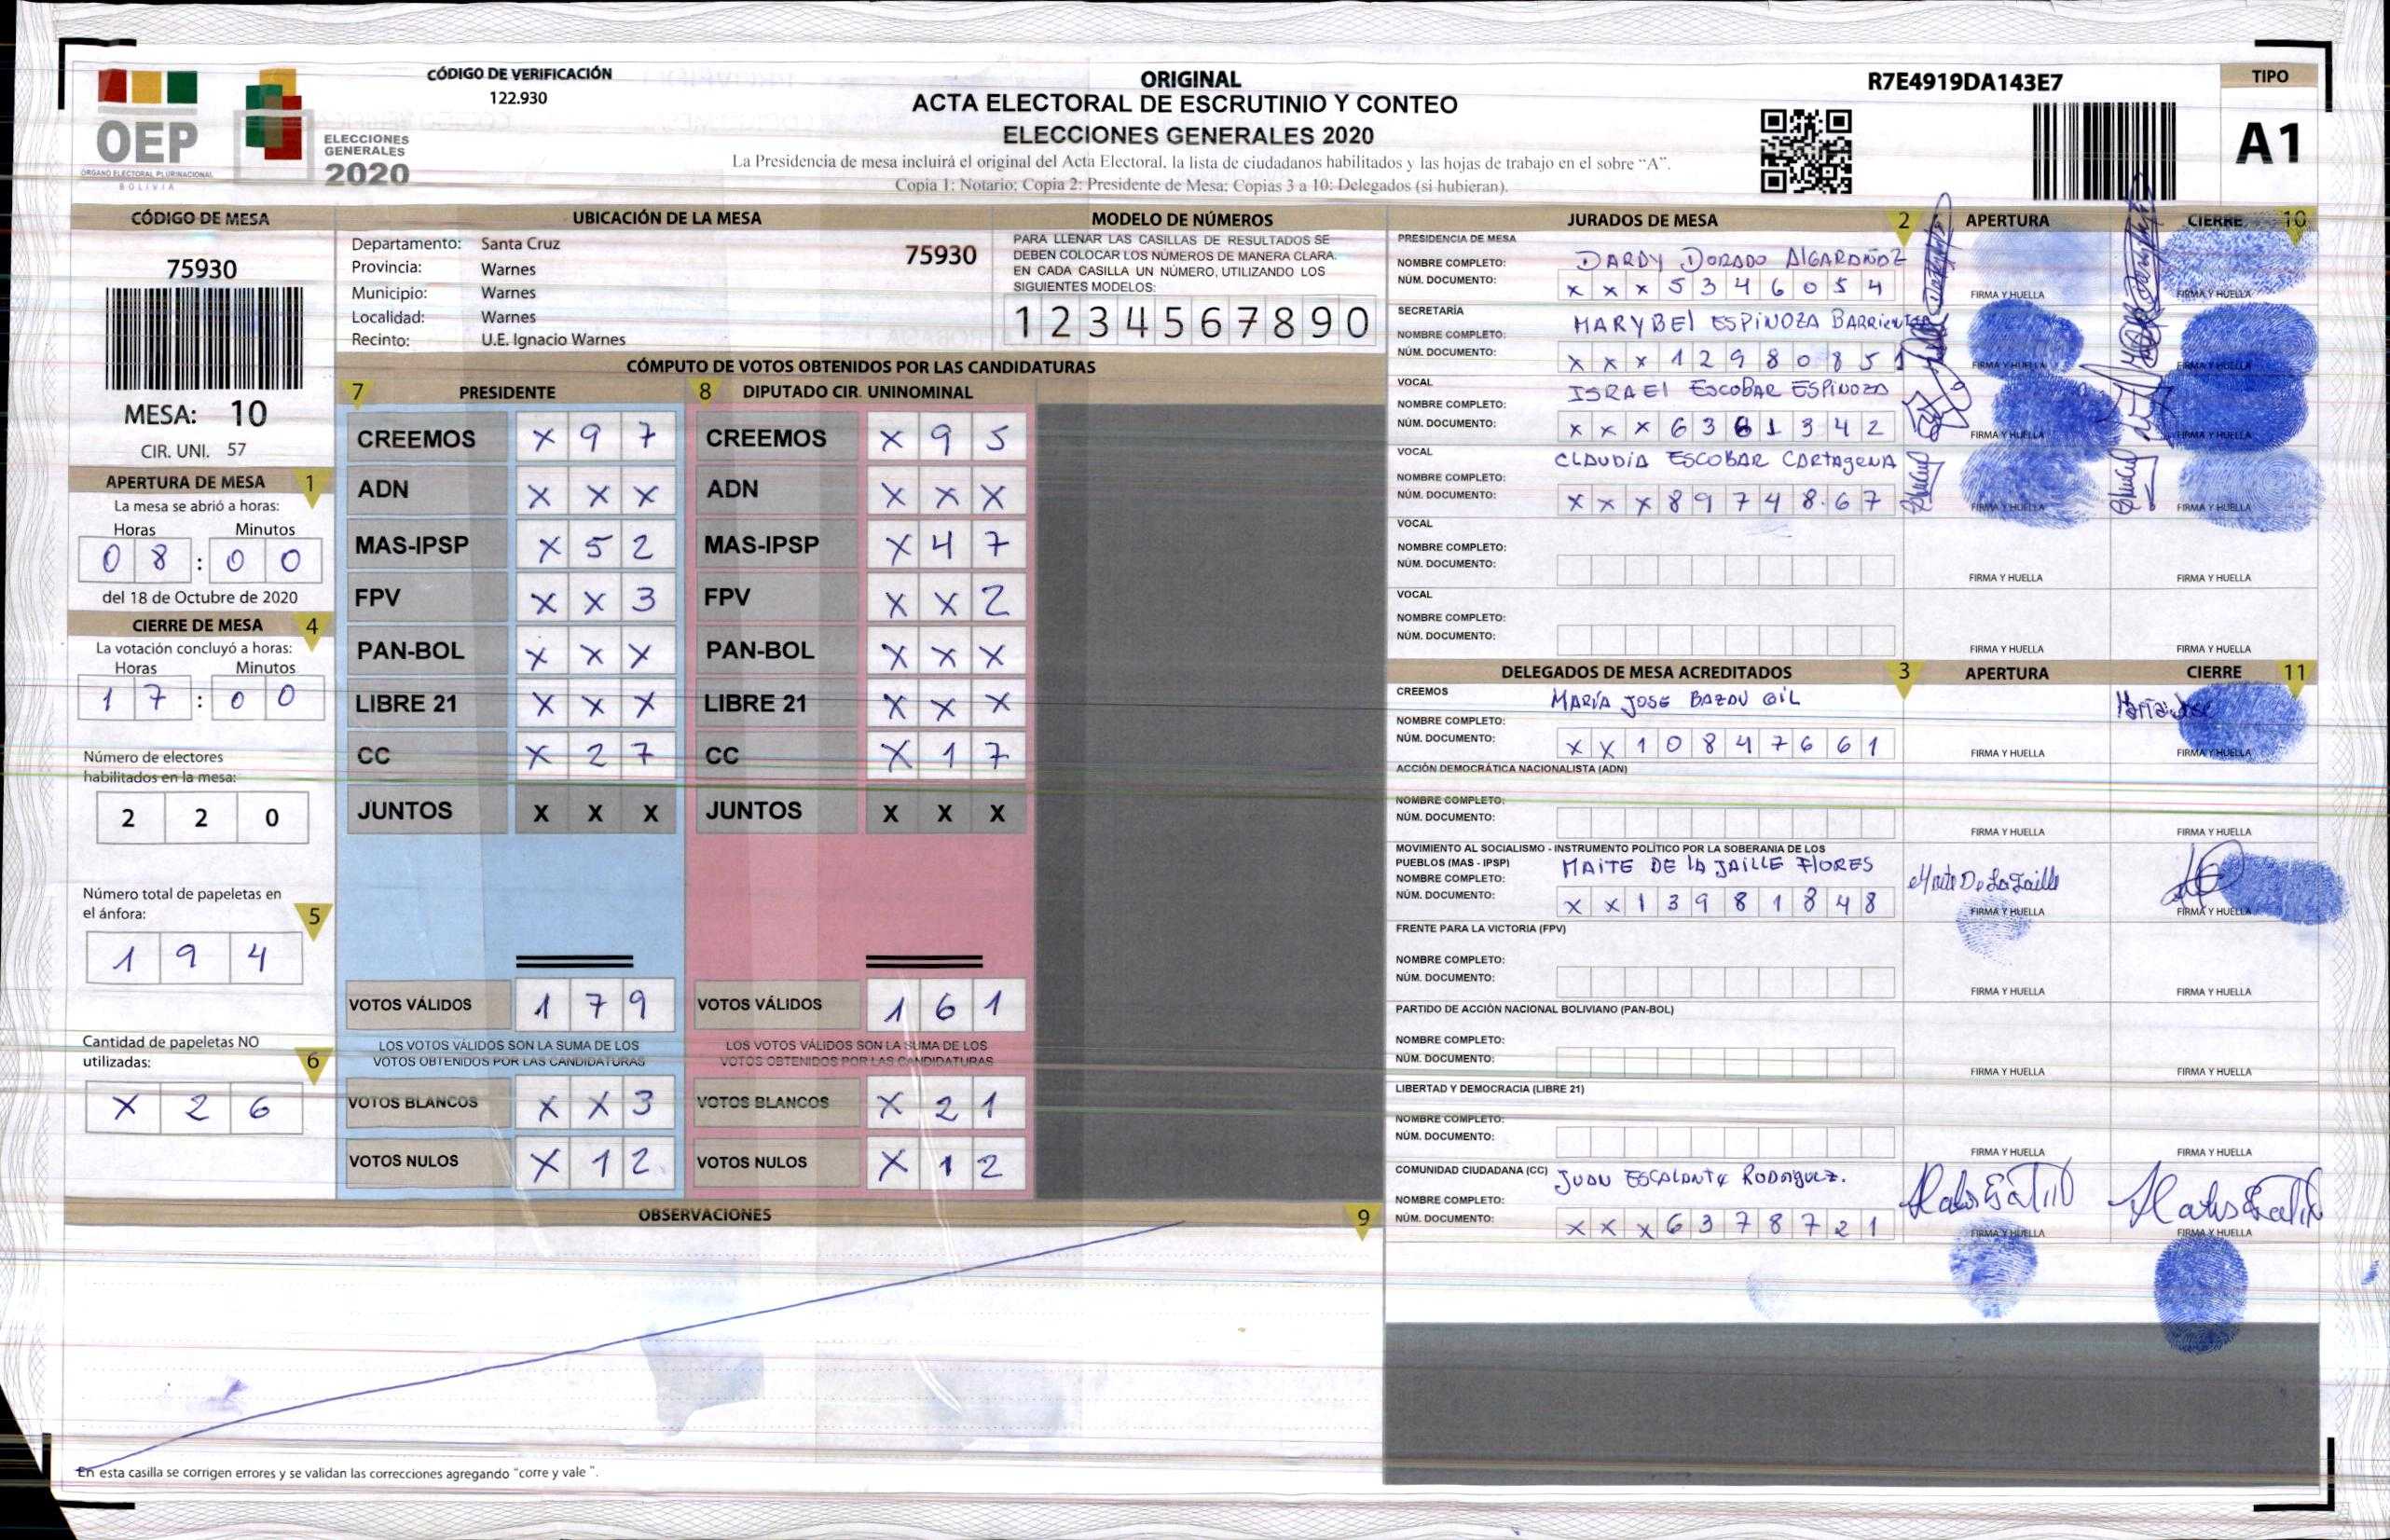 CÓDIGO DE VERIFICACIÓN
122.930
OEP
ÓRGANO ELECTORAL PLURINACIONAL
BOLIVIA
ELECCIONES
GENERALES
2020
ORIGINAL
ACTA ELECTORAL DE ESCRUTINIO Y CONTEO
ELECCIONES GENERALES 2020
La Presidencia de mesa incluirá el original del Acta Electoral, la lista de ciudadanos habilitados y las hojas de trabajo en el sobre “A”.
Copia 1: Notario; Copia 2: Presidente de Mesa; Copias 3 a 10: Delegados (si hubieran).
R7E4919DA143E7
TIPO
A1
CÓDIGO DE MESA
75930
MESA: 10
CIR. UNI. 57
APERTURA DE MESA 1
La mesa se abrió a horas:
Horas Minutos
0 8 : 0 0
del 18 de Octubre de 2020
CIERRE DE MESA 4
La votación concluyó a horas:
Horas Minutos
1 7 : 0 0
Número de electores
habilitados en la mesa:
2 2 0
Número total de papeletas en
el ánfora: 5
1 9 4
Cantidad de papeletas NO
utilizadas: 6
X 2 6
UBICACIÓN DE LA MESA
Departamento: Santa Cruz 75930
Provincia: Warnes
Municipio: Warnes
Localidad: Warnes
Recinto: U.E. Ignacio Warnes
MODELO DE NÚMEROS
PARA LLENAR LAS CASILLAS DE RESULTADOS SE
DEBEN COLOCAR LOS NÚMEROS DE MANERA CLARA.
EN CADA CASILLA UN NÚMERO, UTILIZANDO LOS
SIGUIENTES MODELOS:
1 2 3 4 5 6 7 8 9 0
CÓMPUTO DE VOTOS OBTENIDOS POR LAS CANDIDATURAS
7 PRESIDENTE
CREEMOS X 9 7
ADN X X X
MAS-IPSP X 5 2
FPV X X 3
PAN-BOL X X X
LIBRE 21 X X X
CC X 2 7
JUNTOS X X X
VOTOS VÁLIDOS 1 7 9
LOS VOTOS VÁLIDOS SON LA SUMA DE LOS
VOTOS OBTENIDOS POR LAS CANDIDATURAS
VOTOS BLANCOS X X 3
VOTOS NULOS X 1 2
8 DIPUTADO CIR. UNINOMINAL
CREEMOS X 9 5
ADN X X X
MAS-IPSP X 4 7
FPV X X 2
PAN-BOL X X X
LIBRE 21 X X X
CC X 1 7
JUNTOS X X X
VOTOS VÁLIDOS 1 6 1
LOS VOTOS VÁLIDOS SON LA SUMA DE LOS
VOTOS OBTENIDOS POR LAS CANDIDATURAS
VOTOS BLANCOS X 2 1
VOTOS NULOS X 1 2
OBSERVACIONES 9
En esta casilla se corrigen errores y se validan las correcciones agregando “corre y vale”.
JURADOS DE MESA 2 APERTURA CIERRE 10
PRESIDENCIA DE MESA
NOMBRE COMPLETO: DARDY DORADO ALGARAÑOZ
NÚM. DOCUMENTO: X X X 5 3 4 6 0 5 4
FIRMA Y HUELLA FIRMA Y HUELLA
SECRETARÍA
NOMBRE COMPLETO: MARYBEL ESPINOZA BARRIENTOS
NÚM. DOCUMENTO: X X X 1 2 9 8 0 8 5 1
FIRMA Y HUELLA FIRMA Y HUELLA
VOCAL
NOMBRE COMPLETO: ISRAEL ESCOBAR ESPINOZA
NÚM. DOCUMENTO: X X X 6 3 8 1 3 4 2
FIRMA Y HUELLA FIRMA Y HUELLA
VOCAL
NOMBRE COMPLETO: CLAUDIA ESCOBAR CARTAGENA
NÚM. DOCUMENTO: X X X 8 9 7 4 8 6 7
FIRMA Y HUELLA FIRMA Y HUELLA
VOCAL
NOMBRE COMPLETO:
NÚM. DOCUMENTO:
FIRMA Y HUELLA FIRMA Y HUELLA
VOCAL
NOMBRE COMPLETO:
NÚM. DOCUMENTO:
FIRMA Y HUELLA FIRMA Y HUELLA
DELEGADOS DE MESA ACREDITADOS 3 APERTURA CIERRE 11
CREEMOS
NOMBRE COMPLETO: MARÍA JOSE BAZAN GIL
NÚM. DOCUMENTO: X X 1 0 8 4 7 6 6 1
María Jose
FIRMA Y HUELLA FIRMA Y HUELLA
ACCIÓN DEMOCRÁTICA NACIONALISTA (ADN)
NOMBRE COMPLETO:
NÚM. DOCUMENTO:
FIRMA Y HUELLA FIRMA Y HUELLA
MOVIMIENTO AL SOCIALISMO - INSTRUMENTO POLÍTICO POR LA SOBERANIA DE LOS
PUEBLOS (MAS - IPSP)
NOMBRE COMPLETO: MAITE DE LA JAILLE FLORES
NÚM. DOCUMENTO: X X 1 3 9 8 1 8 4 8
Maite De La Jaille
FIRMA Y HUELLA FIRMA Y HUELLA
FRENTE PARA LA VICTORIA (FPV)
NOMBRE COMPLETO:
NÚM. DOCUMENTO:
FIRMA Y HUELLA FIRMA Y HUELLA
PARTIDO DE ACCIÓN NACIONAL BOLIVIANO (PAN-BOL)
NOMBRE COMPLETO:
NÚM. DOCUMENTO:
FIRMA Y HUELLA FIRMA Y HUELLA
LIBERTAD Y DEMOCRACIA (LIBRE 21)
NOMBRE COMPLETO:
NÚM. DOCUMENTO:
FIRMA Y HUELLA FIRMA Y HUELLA
COMUNIDAD CIUDADANA (CC) JUAN ESCALANTE RODRIGUEZ.
NOMBRE COMPLETO:
NÚM. DOCUMENTO: X X X 6 3 7 8 7 2 1
FIRMA Y HUELLA FIRMA Y HUELLA